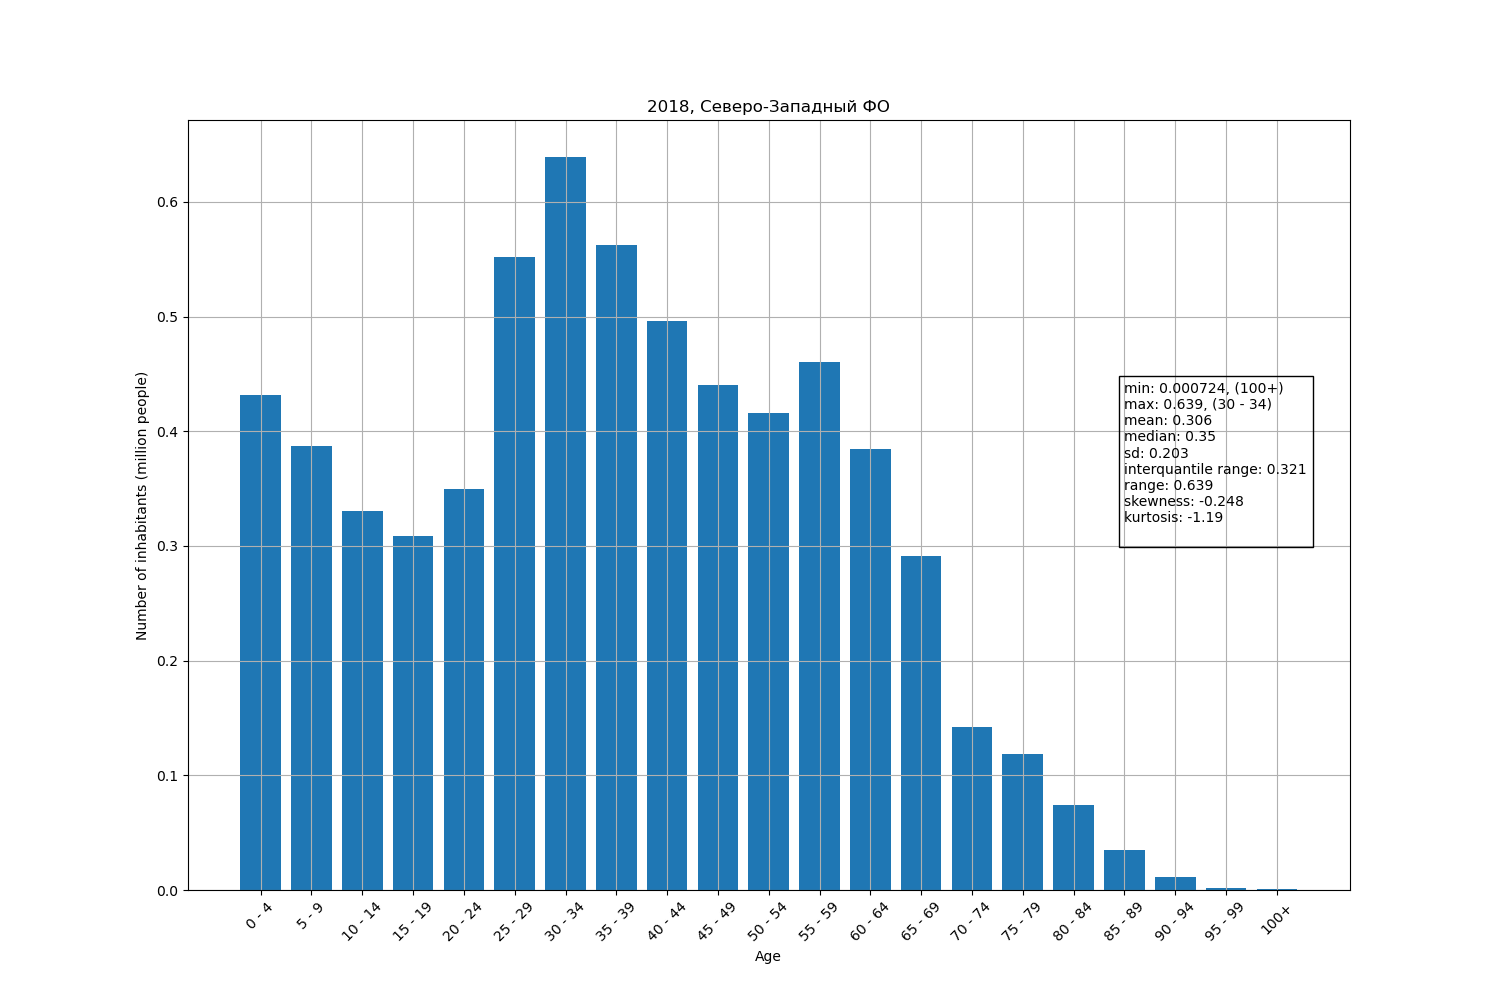 2018, Северо-Западный ФО
Number of inhabitants (million people)
0.6
0.5
0.4
0.3
0.2
0.1
0.0
min: 0.000724, (100+)
max: 0.639, (30 - 34)
mean: 0.306
median: 0.35
sd: 0.203
interquantile range: 0.321
range: 0.639
skewness: -0.248
kurtosis: -1.19
0 - 4
5 - 9
10 - 14
15 - 19
20 - 24
25 - 29
30 - 34
35 - 39
40 - 44
45 - 49
50 - 54
55 - 59
60 - 64
65 - 69
70 - 74
75 - 79
80 - 84
85 - 89
90 - 94
95 - 99
100+
Age